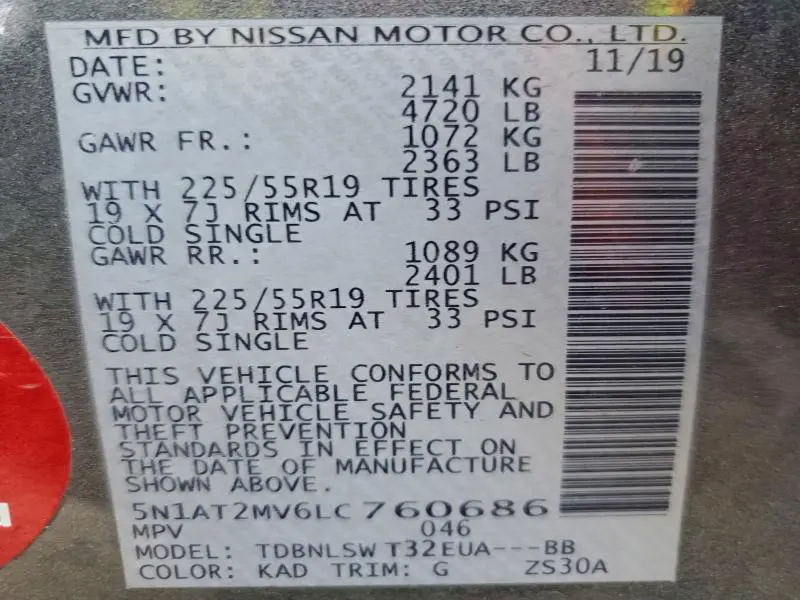 MFD BY NISSAN MOTOR CO., LTD.
DATE: 11/19
GVWR: 2141 KG
4720 LB
GAWR FR.: 1072 KG
2363 LB
WITH 225/55R19 TIRES
19 X 7J RIMS AT 33 PSI
COLD SINGLE
GAWR RR.: 1089 KG
2401 LB
WITH 225/55R19 TIRES
19 X 7J RIMS AT 33 PSI
COLD SINGLE
THIS VEHICLE CONFORMS TO
ALL APPLICABLE FEDERAL
MOTOR VEHICLE SAFETY AND
THEFT PREVENTION
STANDARDS IN EFFECT ON
THE DATE OF MANUFACTURE
SHOWN ABOVE.
5N1AT2MV6LC760686
MPV 046
MODEL: TDBNLSW T32EUA---BB
COLOR: KAD TRIM: G ZS30A